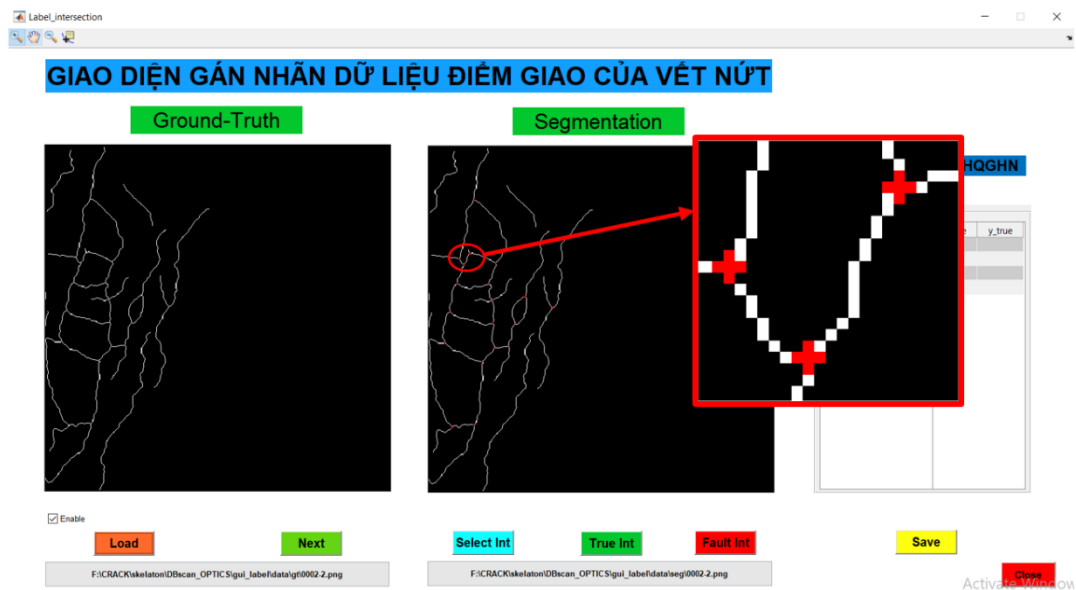 Label_intersection
GIAO DIỆN GÁN NHÃN DỮ LIỆU ĐIỂM GIAO CỦA VẾT NỨT
Ground-Truth
Segmentation
HQGHN
y_true
Enable
Load
Next
Select Int
True Int
Fault Int
Save
F:\CRACK\skelaton\DBscan_OPTICS\gui_label\data\gt\0002-2.png
F:\CRACK\skelaton\DBscan_OPTICS\gui_label\data\seg\0002-2.png
Close
Activate Window